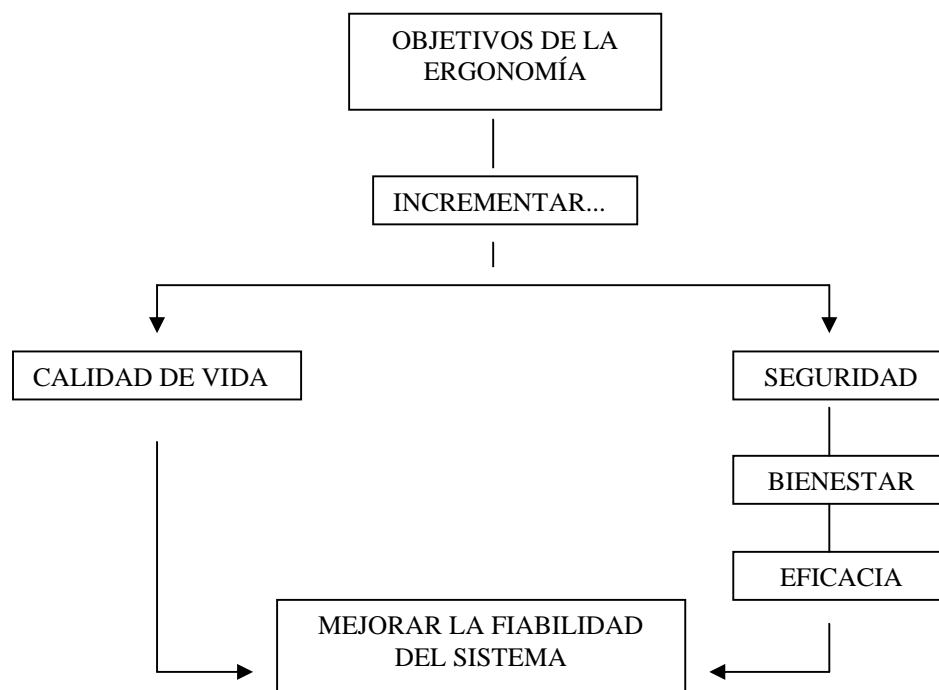 OBJETIVOS DE LA
ERGONOMÍA
INCREMENTAR...
CALIDAD DE VIDA
SEGURIDAD
BIENESTAR
EFICACIA
MEJORAR LA FIABILIDAD
DEL SISTEMA